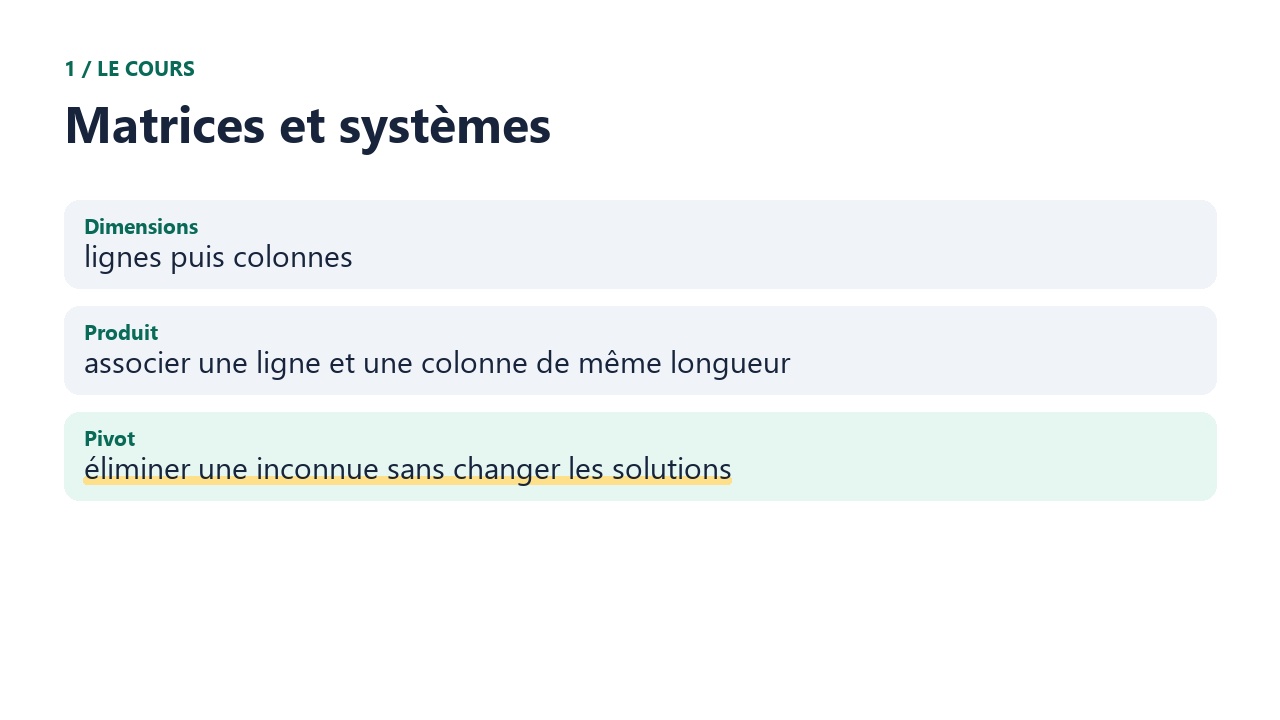 1 / LE COURS
Matrices et systèmes
Dimensions
lignes puis colonnes
Produit
associer une ligne et une colonne de même longueur
Pivot
éliminer une inconnue sans changer les solutions